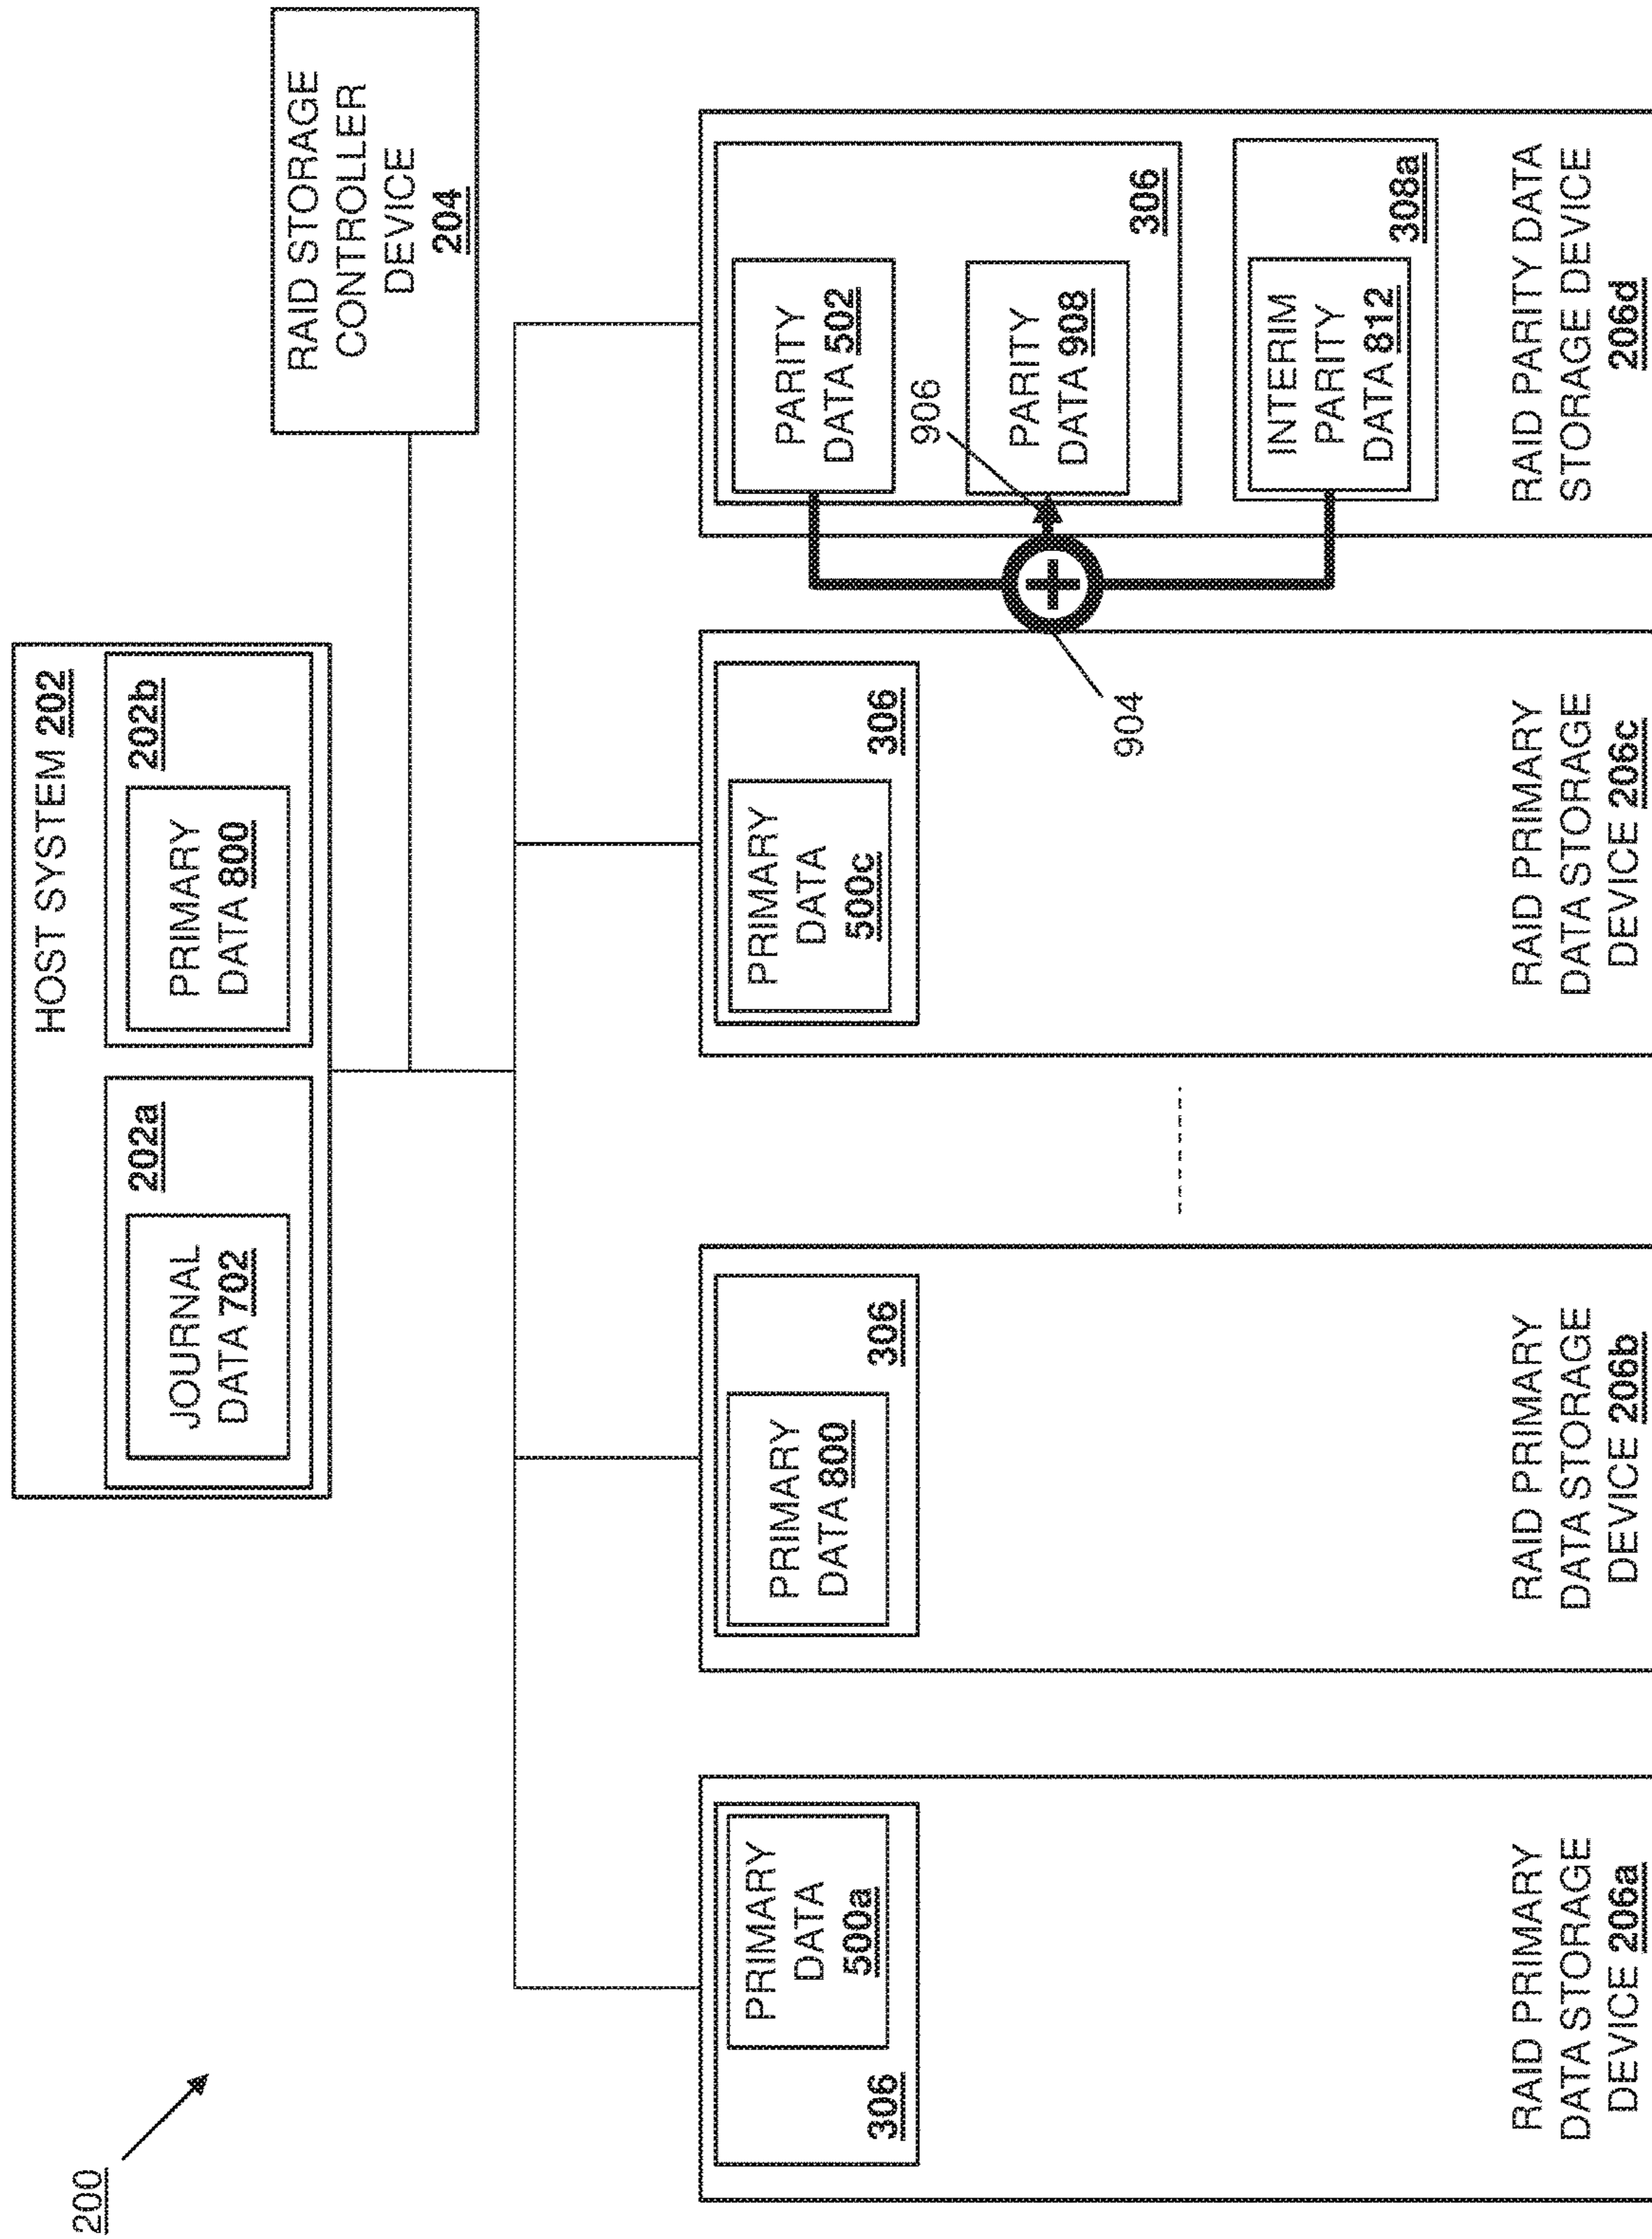 200
HOST SYSTEM 202
202a
JOURNAL
DATA 702
202b
PRIMARY
DATA 800
RAID STORAGE
CONTROLLER
DEVICE
204
306
PRIMARY
DATA
500a
RAID PRIMARY
DATA STORAGE
DEVICE 206a
PRIMARY
DATA 800
306
RAID PRIMARY
DATA STORAGE
DEVICE 206b
PRIMARY
DATA
500c
306
RAID PRIMARY
DATA STORAGE
DEVICE 206c
904
906
PARITY
DATA 502
PARITY
DATA 908
306
INTERIM
PARITY
DATA 812
308a
RAID PARITY DATA
STORAGE DEVICE
206d